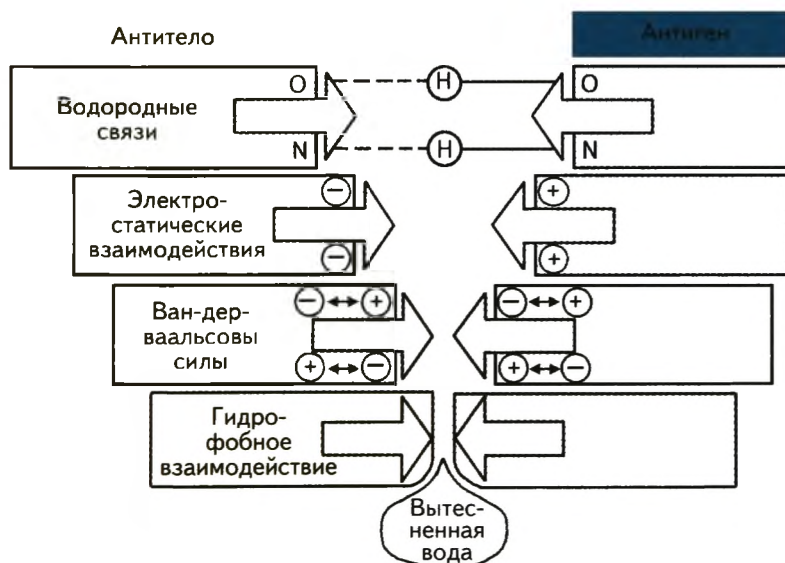 Антитело
Антиген
O
H
O
Водородные
связи
N
H
N
Электро-
статические
взаимодействия
−
+
−
+
Ван-дер-
ваальсовы
силы
− +
− +
+ −
+ −
Гидро-
фобное
взаимодействие
Вытес-
ненная
вода